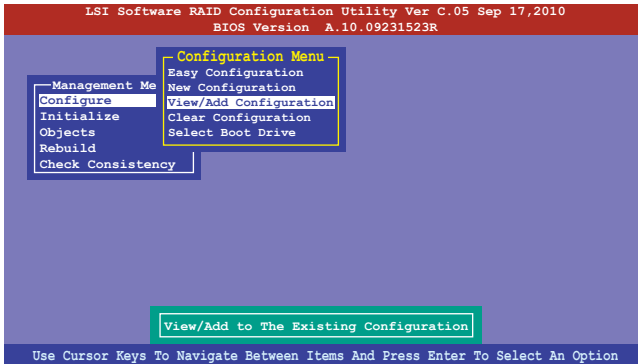 LSI Software RAID Configuration Utility Ver C.05 Sep 17,2010
BIOS Version A.10.09231523R
Configuration Menu
Easy Configuration
New Configuration
View/Add Configuration
Clear Configuration
Select Boot Drive
Management Me
Configure
Initialize
Objects
Rebuild
Check Consistency
View/Add to The Existing Configuration
Use Cursor Keys To Navigate Between Items And Press Enter To Select An Option